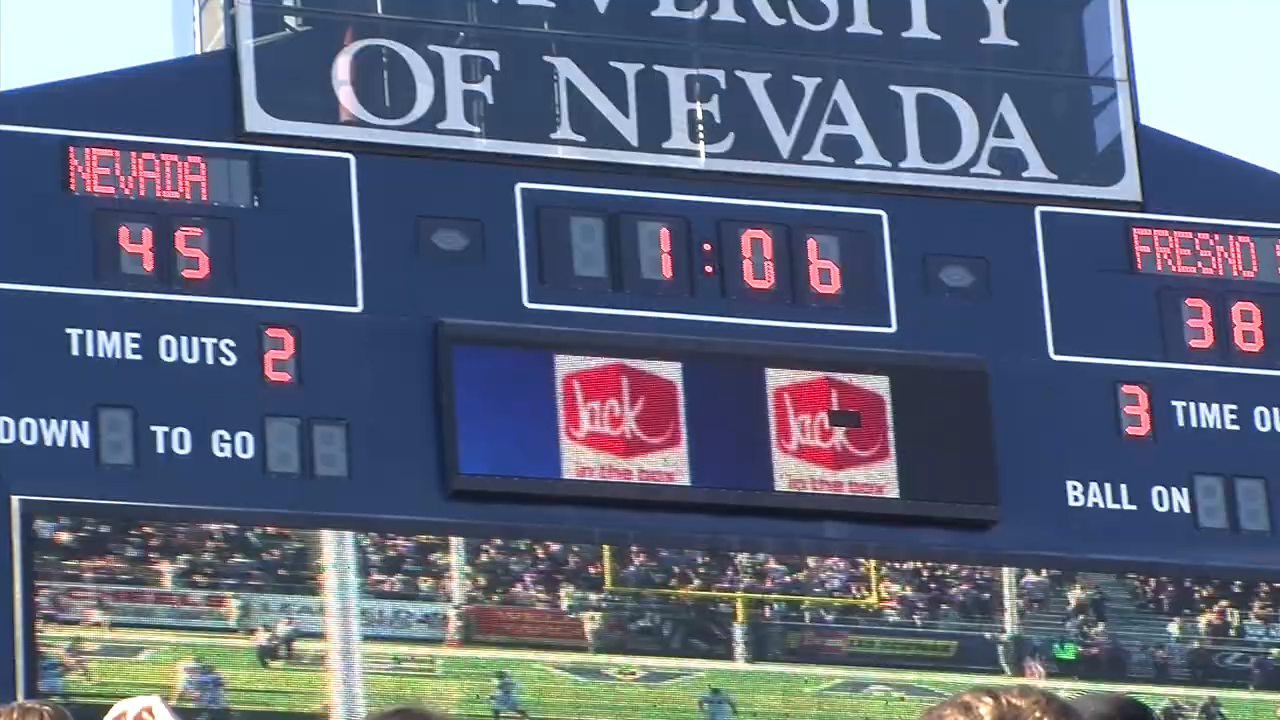 UNIVERSITY
OF NEVADA
NEVADA
45
1:06
FRESNO
38
TIME OUTS 2
3 TIME OU
DOWN TO GO
BALL ON
Jack
in the box
Jack
in the box